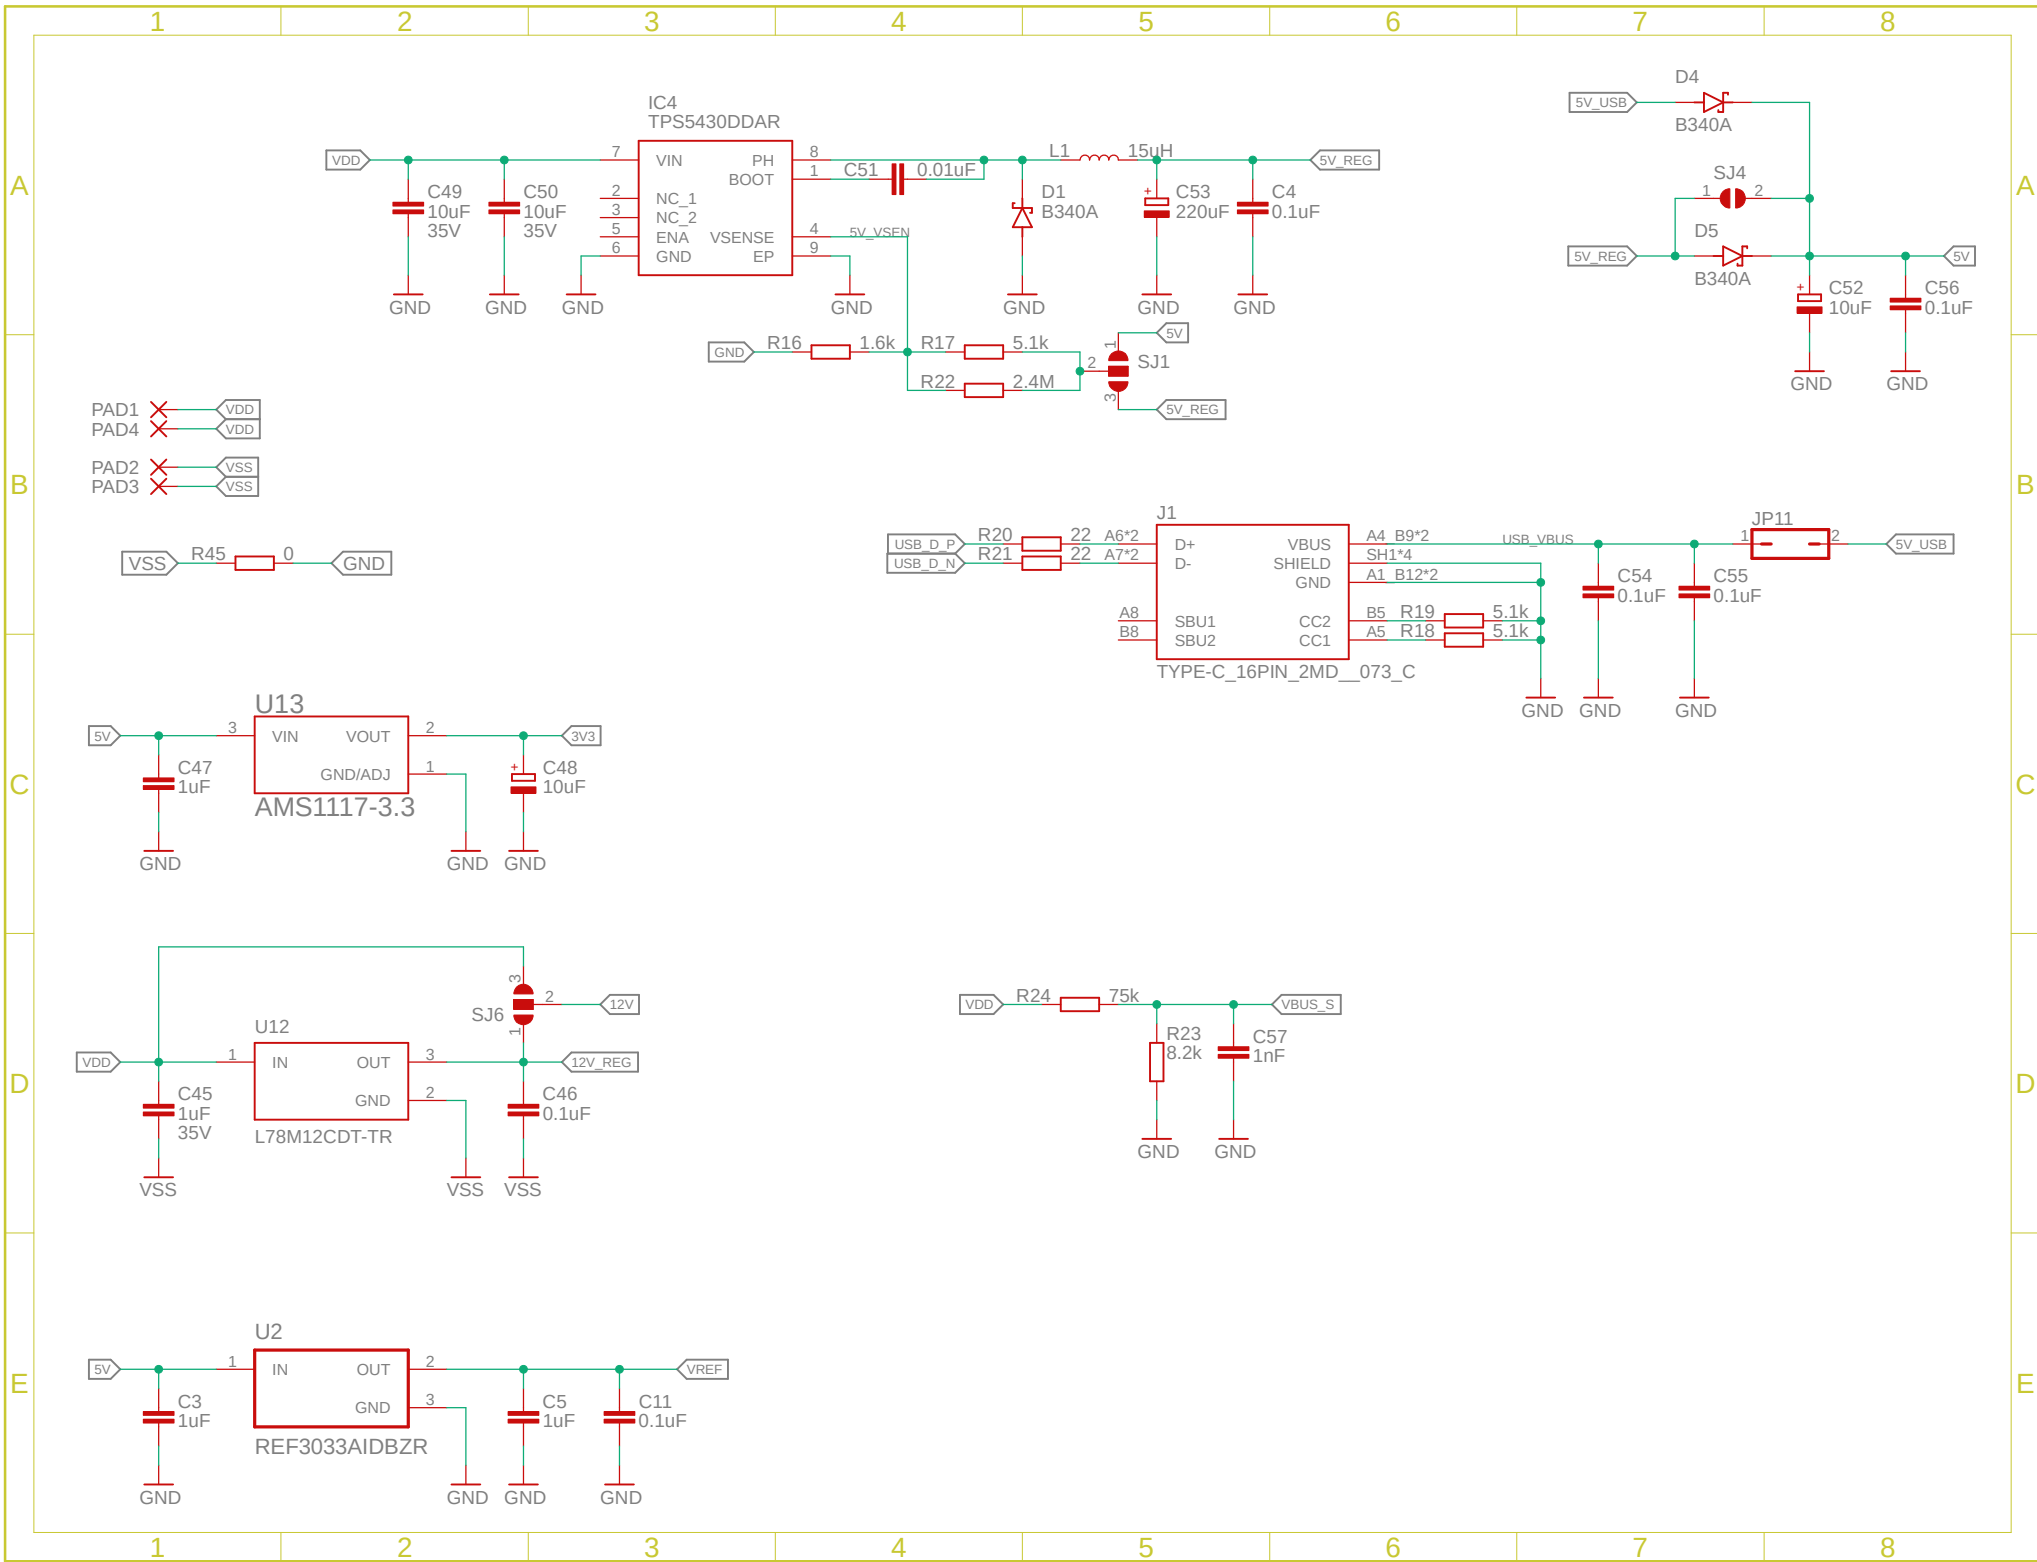 1 2 3 4 5 6 7 8
A A
B B
C C
D D
E E
IC4
TPS5430DDAR
VDD
C49
10uF
35V
GND
C50
10uF
35V
GND
GND
7 VIN
2 NC_1
3 NC_2
5 ENA
6 GND
PH 8
BOOT 1
VSENSE 4
EP 9
C51 0.01uF
5V_VSEN
GND
L1 15uH
D1
B340A
GND
+ C53
220uF
GND
C4
0.1uF
GND
5V_REG
GND R16 1.6k
R17 5.1k
R22 2.4M
1 2 3
SJ1
5V
5V_REG
D4
5V_USB
B340A
SJ4
1 2
D5
5V_REG
B340A
5V
+ C52
10uF
GND
C56
0.1uF
GND
PAD1 VDD
PAD4 VDD
PAD2 VSS
PAD3 VSS
VSS R45 0 GND
J1
USB_D_P R20 22 A6*2 D+
USB_D_N R21 22 A7*2 D-
A8 SBU1
B8 SBU2
VBUS A4 B9*2
SHIELD SH1*4
GND A1 B12*2
CC2 B5 R19 5.1k
CC1 A5 R18 5.1k
TYPE-C_16PIN_2MD__073_C
GND
USB_VBUS
C54
0.1uF
GND
C55
0.1uF
GND
JP11
1 2
5V_USB
U13
5V
3 VIN VOUT 2
GND/ADJ 1
AMS1117-3.3
3V3
C47
1uF
GND
GND
+ C48
10uF
GND
3
2
1
SJ6
12V
U12
VDD
1 IN OUT 3
GND 2
L78M12CDT-TR
12V_REG
C45
1uF
35V
VSS
VSS
C46
0.1uF
VSS
VDD R24 75k VBUS_S
R23
8.2k
GND
C57
1nF
GND
U2
5V
1 IN OUT 2
GND 3
REF3033AIDBZR
VREF
C3
1uF
GND
GND
C5
1uF
GND
C11
0.1uF
GND
1 2 3 4 5 6 7 8